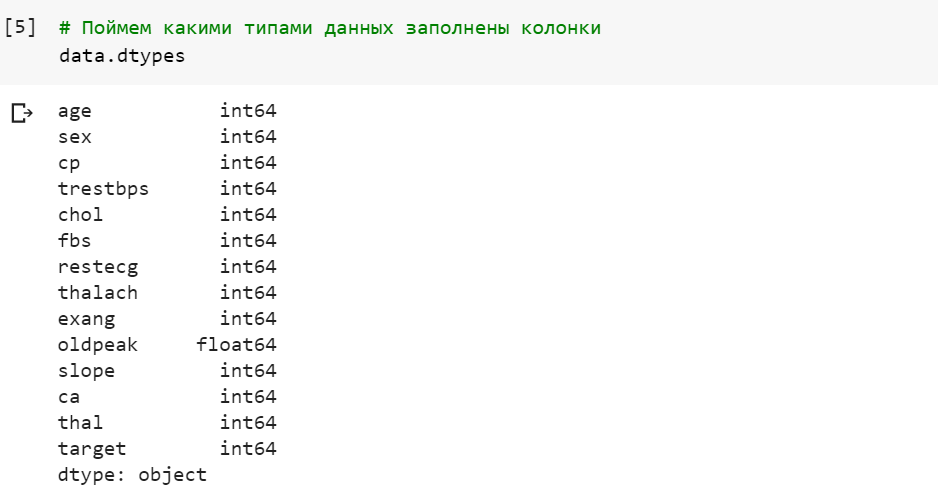 [5] # Поймем какими типами данных заполнены колонки
data.dtypes
age int64
sex int64
cp int64
trestbps int64
chol int64
fbs int64
restecg int64
thalach int64
exang int64
oldpeak float64
slope int64
ca int64
thal int64
target int64
dtype: object